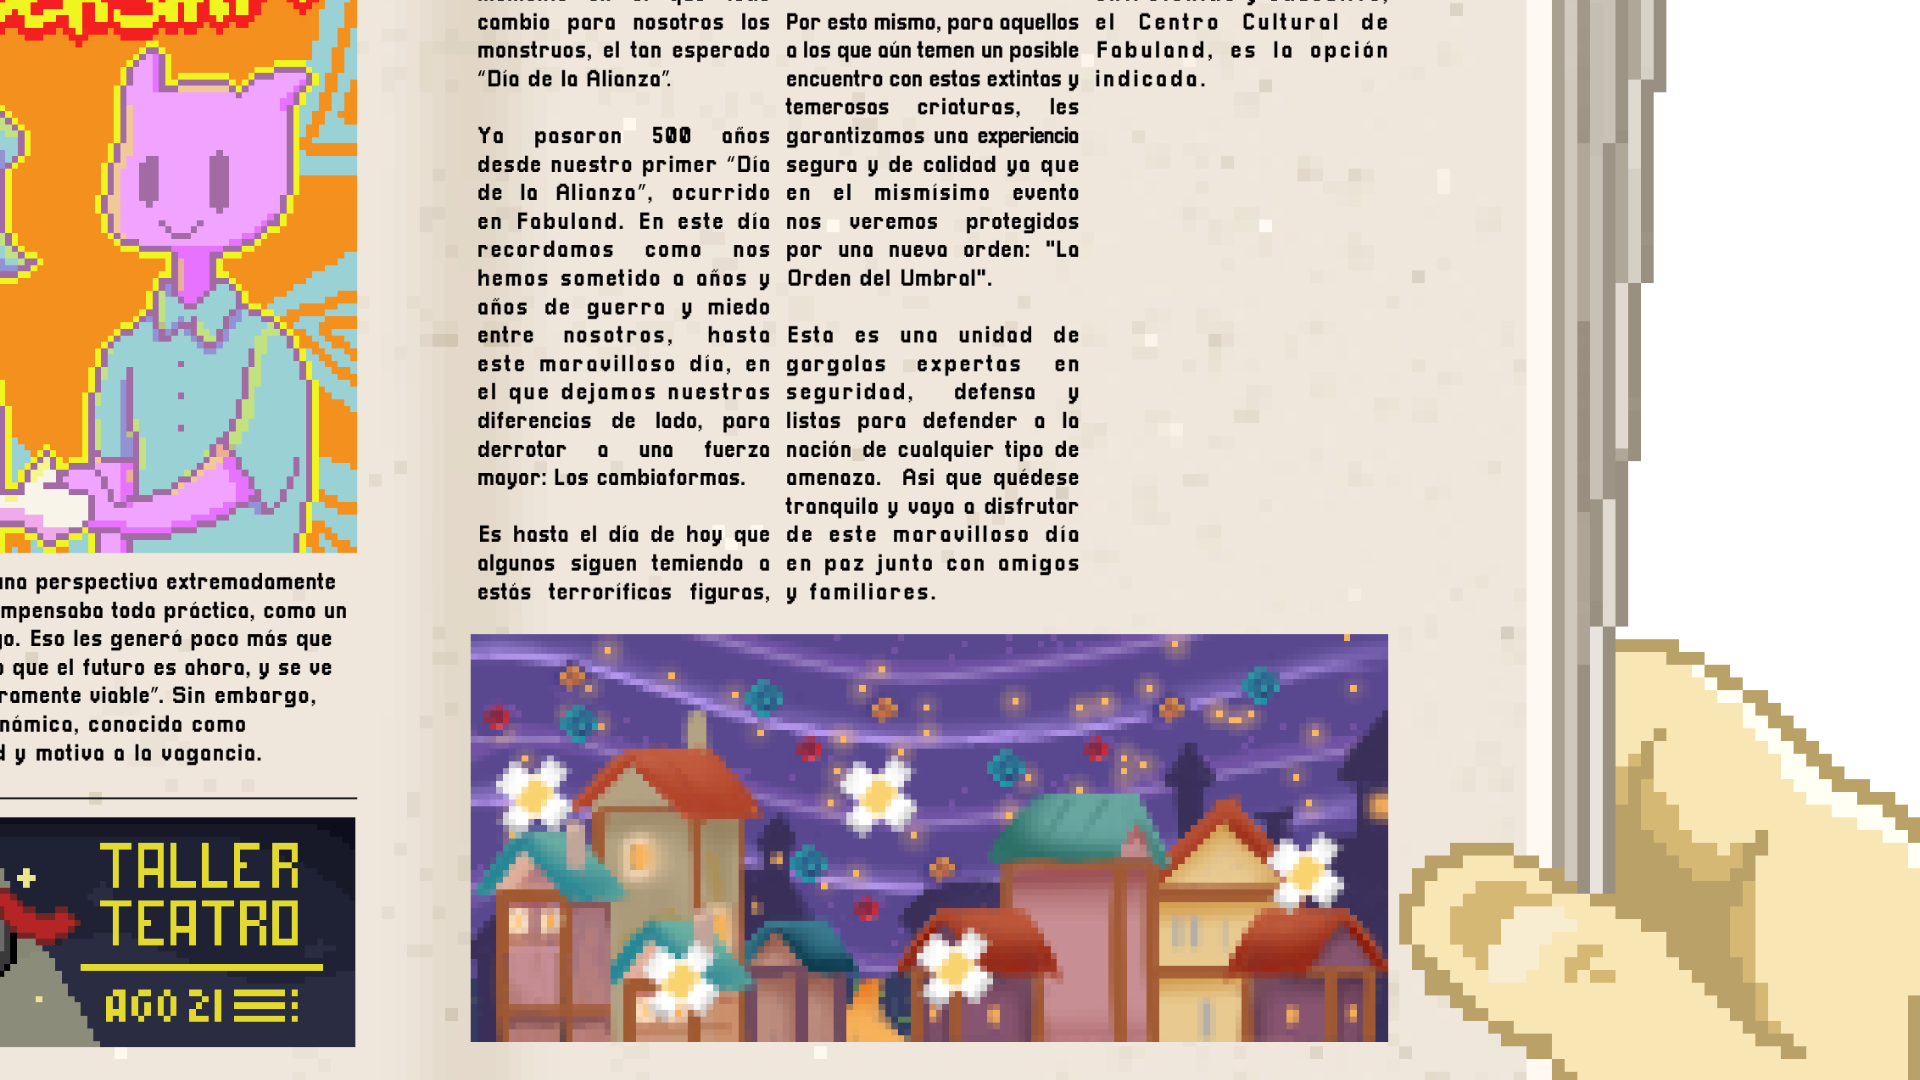 una perspectiva extremadamente
mpensaba toda práctica, como un
go. Eso les generó poco más que
o que el futuro es ahora, y se ve
ramente viable”. Sin embargo,
námica, conocida como
d y motiva a la vagancia.
TALLER
TEATRO
AGO 21
cambio para nosotros los
monstruos, el tan esperado
“Día de la Alianza”.
Ya pasaron 500 años
desde nuestro primer “Día
de la Alianza”, ocurrido
en Fabuland. En este día
recordamos como nos
hemos sometido a años y
años de guerra y miedo
entre nosotros, hasta
este maravilloso día, en
el que dejamos nuestras
diferencias de lado, para
derrotar a una fuerza
mayor: Los cambiaformas.
Es hasta el día de hoy que
algunos siguen temiendo a
estás terroríficas figuras,
Por esto mismo, para aquellos
a los que aún temen un posible
encuentro con estas extintas y
temerosas criaturas, les
garantizamos una experiencia
segura y de calidad ya que
en el mismísimo evento
nos veremos protegidos
por una nueva orden: "La
Orden del Umbral".
Esta es una unidad de
gargolas expertas en
seguridad, defensa y
listas para defender a la
nación de cualquier tipo de
amenaza. Asi que quédese
tranquilo y vaya a disfrutar
de este maravilloso día
en paz junto con amigos
y familiares.
el Centro Cultural de
Fabuland, es la opción
indicada.